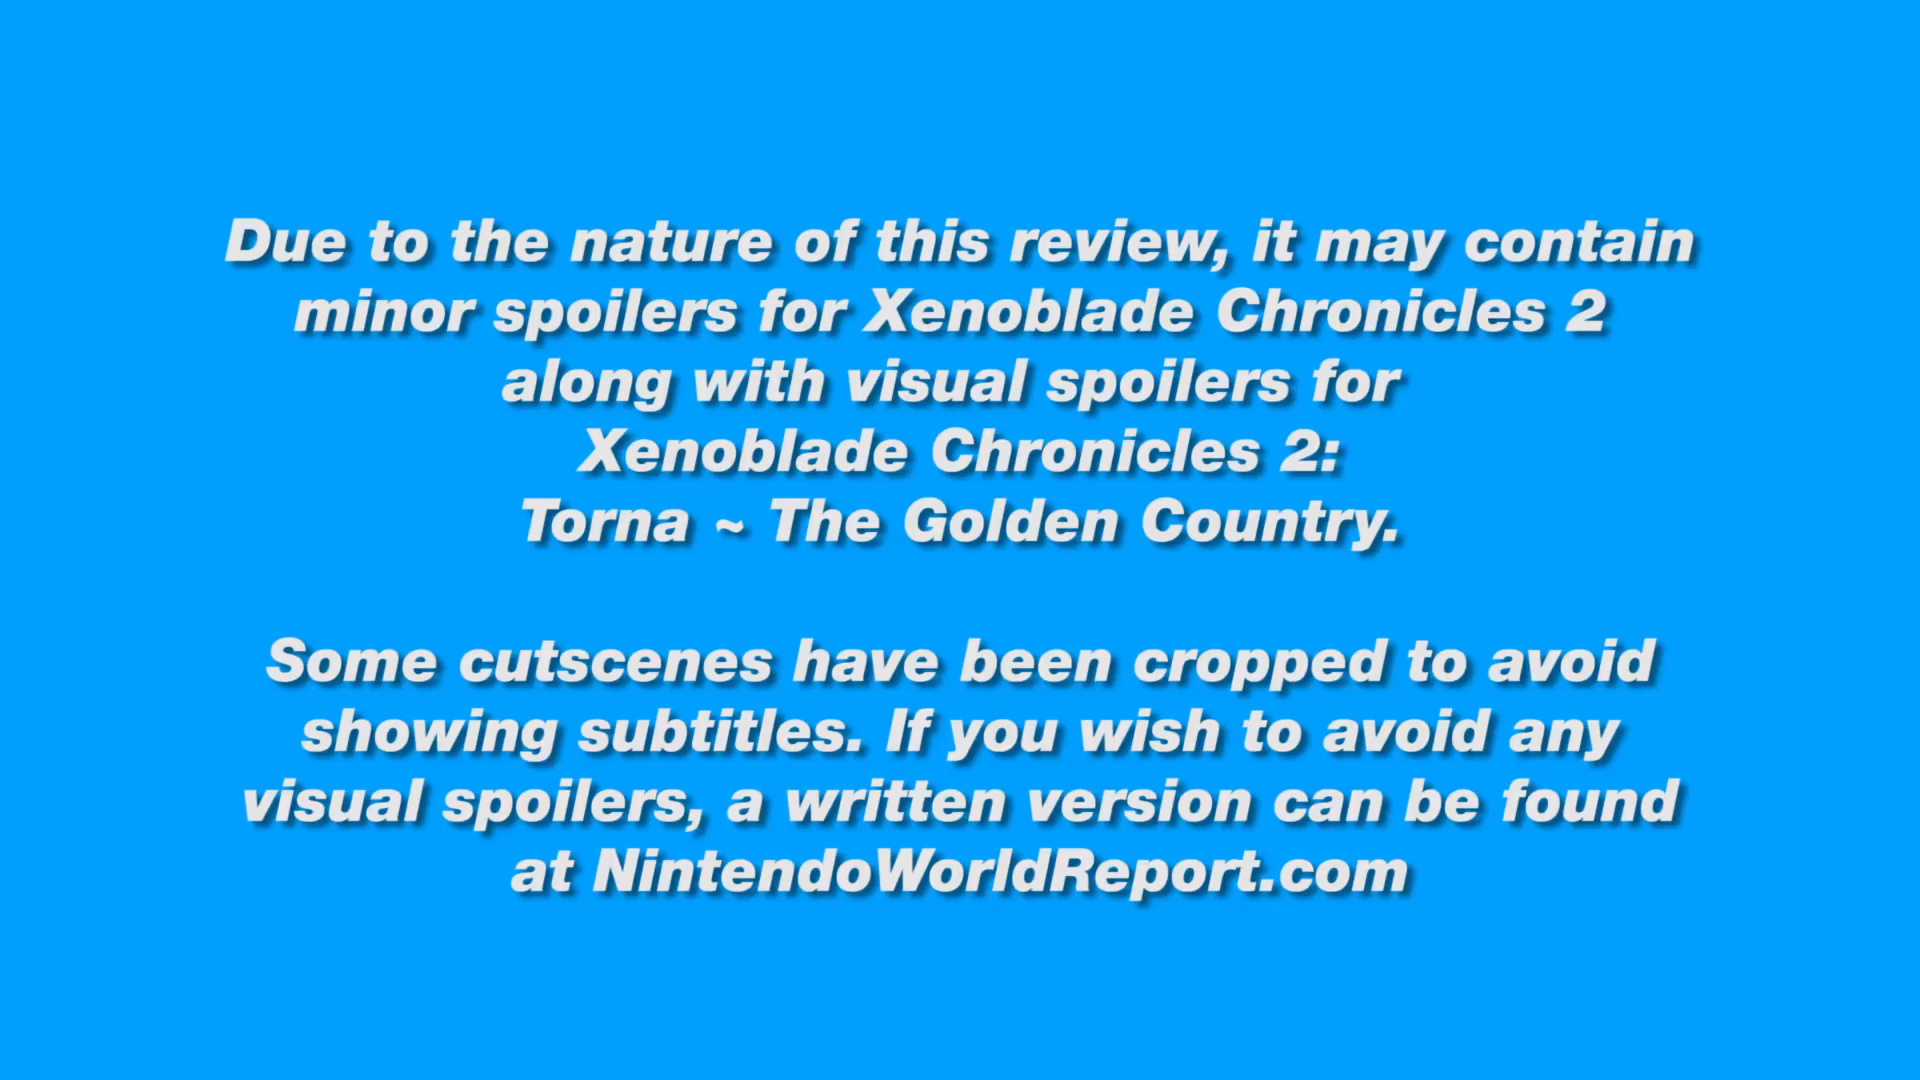 Due to the nature of this review, it may contain
minor spoilers for Xenoblade Chronicles 2
along with visual spoilers for
Xenoblade Chronicles 2:
Torna ~ The Golden Country.
Some cutscenes have been cropped to avoid
showing subtitles. If you wish to avoid any
visual spoilers, a written version can be found
at NintendoWorldReport.com